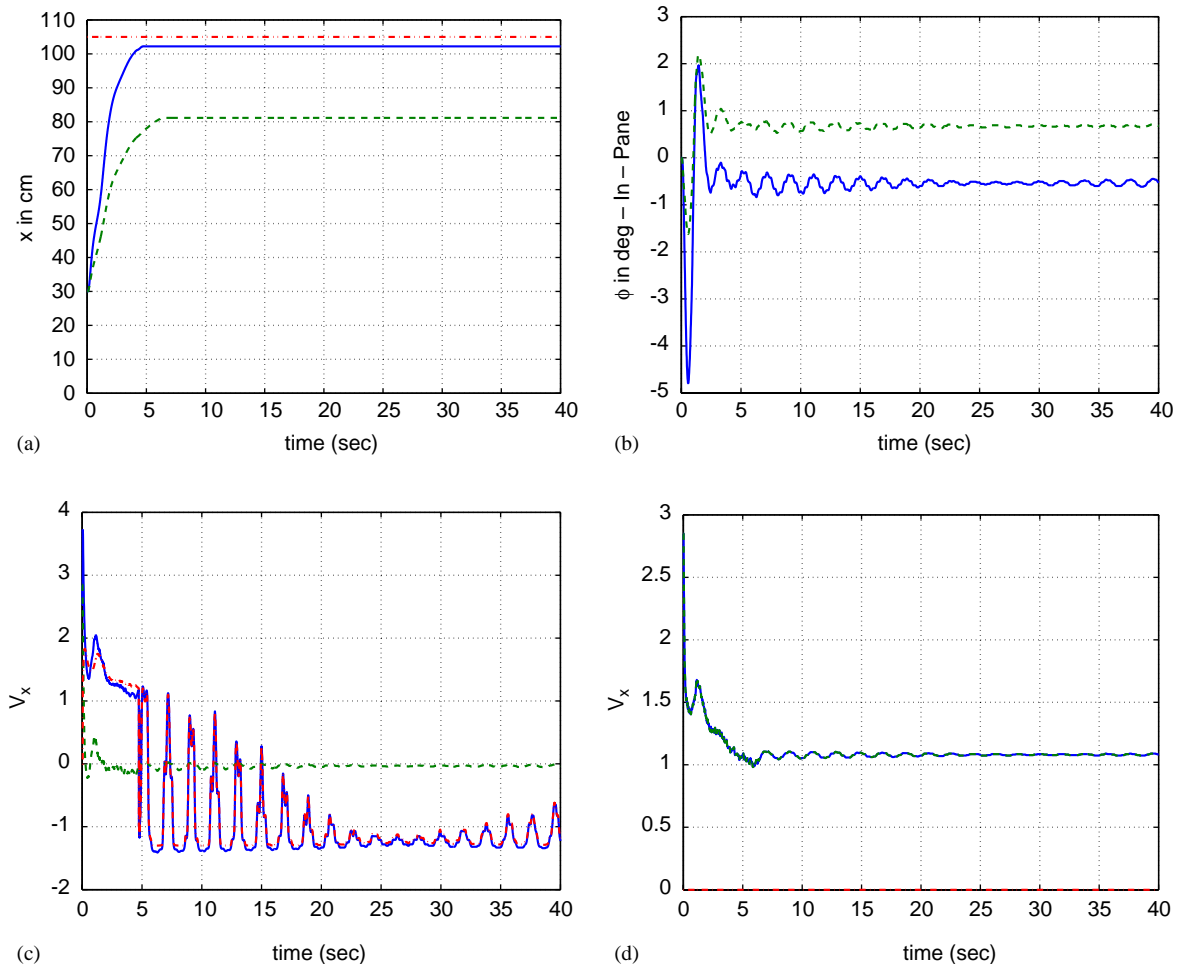 110
100
90
80
70
60
50
40
30
20
10
0
x in cm
0 5 10 15 20 25 30 35 40
(a) time (sec)
3
2
1
0
-1
-2
-3
-4
-5
ϕ in deg – In – Pane
0 5 10 15 20 25 30 35 40
(b) time (sec)
4
3
2
1
0
-1
-2
Vx
0 5 10 15 20 25 30 35 40
(c) time (sec)
3
2.5
2
1.5
1
0.5
0
Vx
0 5 10 15 20 25 30 35 40
(d) time (sec)